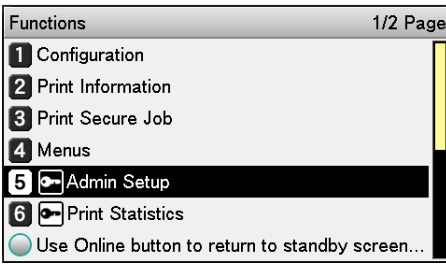 Functions 1/2 Page
1 Configuration
2 Print Information
3 Print Secure Job
4 Menus
5 Admin Setup
6 Print Statistics
Use Online button to return to standby screen...